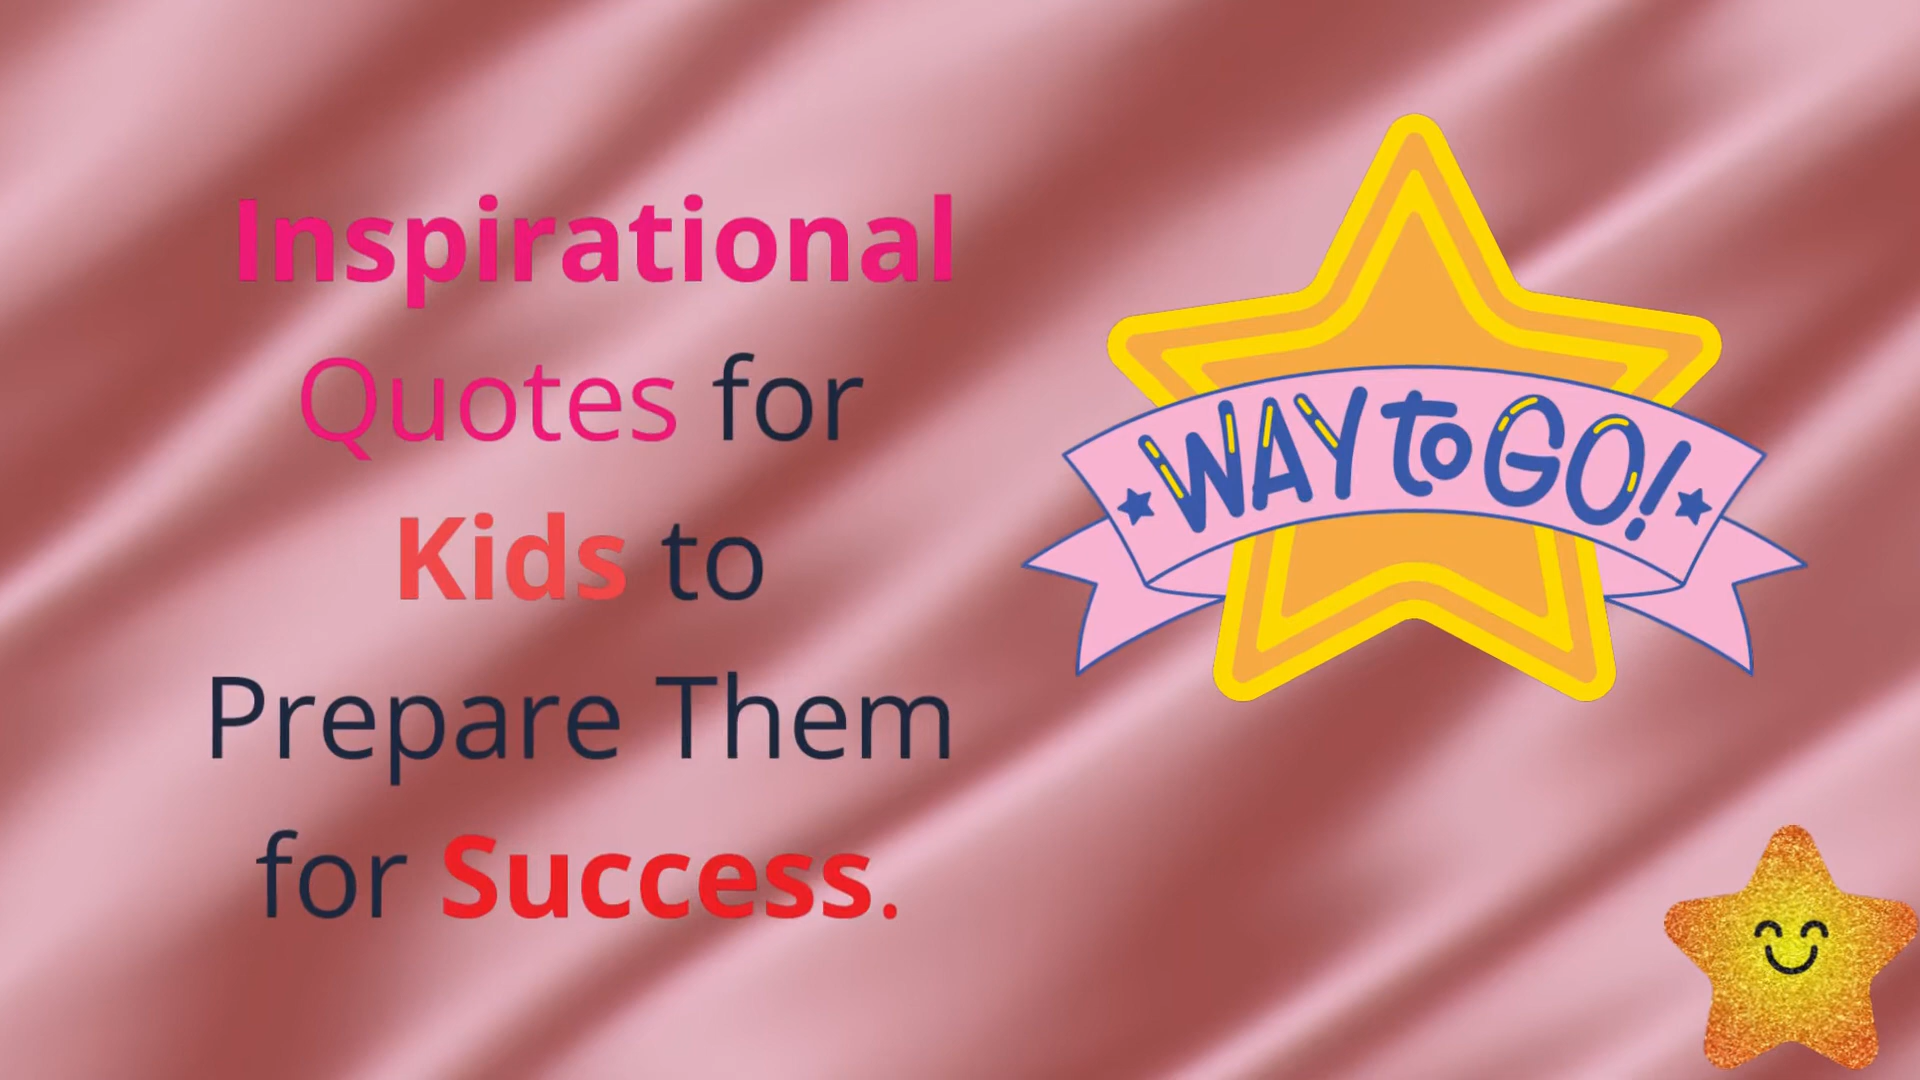 Inspirational
Quotes for
Kids to
Prepare Them
for Success.
WAY to GO!